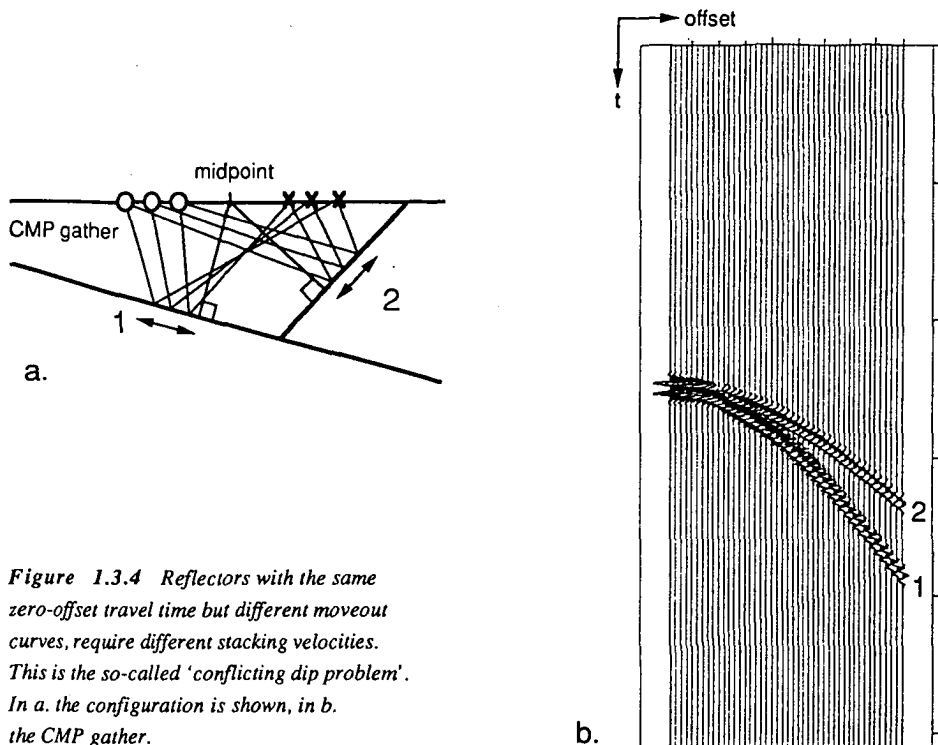 offset
t
midpoint
CMP gather
1
2
a.
2
1
b.
Figure 1.3.4 Reflectors with the same
zero-offset travel time but different moveout
curves, require different stacking velocities.
This is the so-called 'conflicting dip problem'.
In a. the configuration is shown, in b.
the CMP gather.